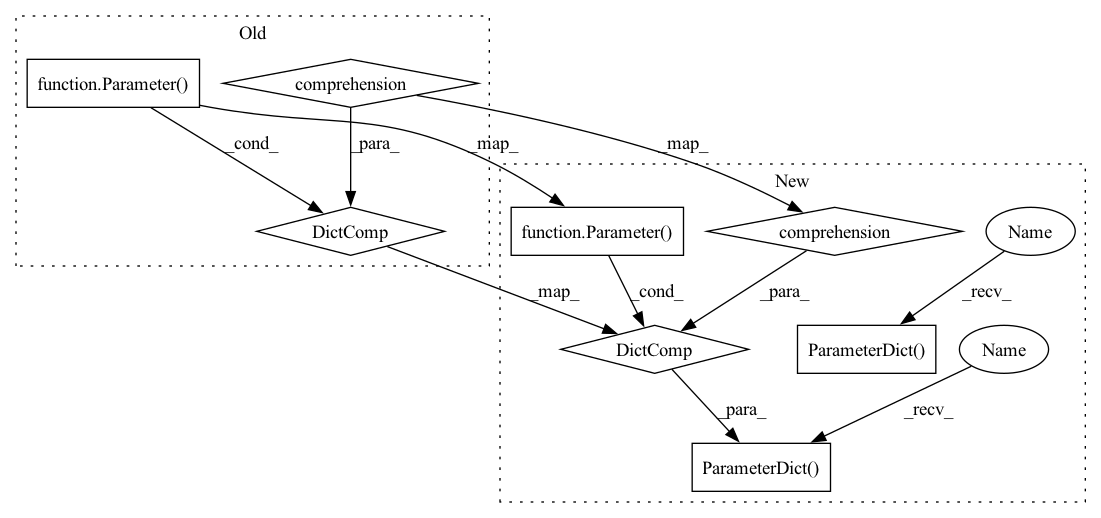 Old
function.Parameter()
comprehension
_cond_
_para_
_map_
_map_
New
DictComp
function.Parameter()
comprehension
Name
_map_
_cond_
_para_
_recv_
DictComp
ParameterDict()
Name
_para_
_recv_
ParameterDict()